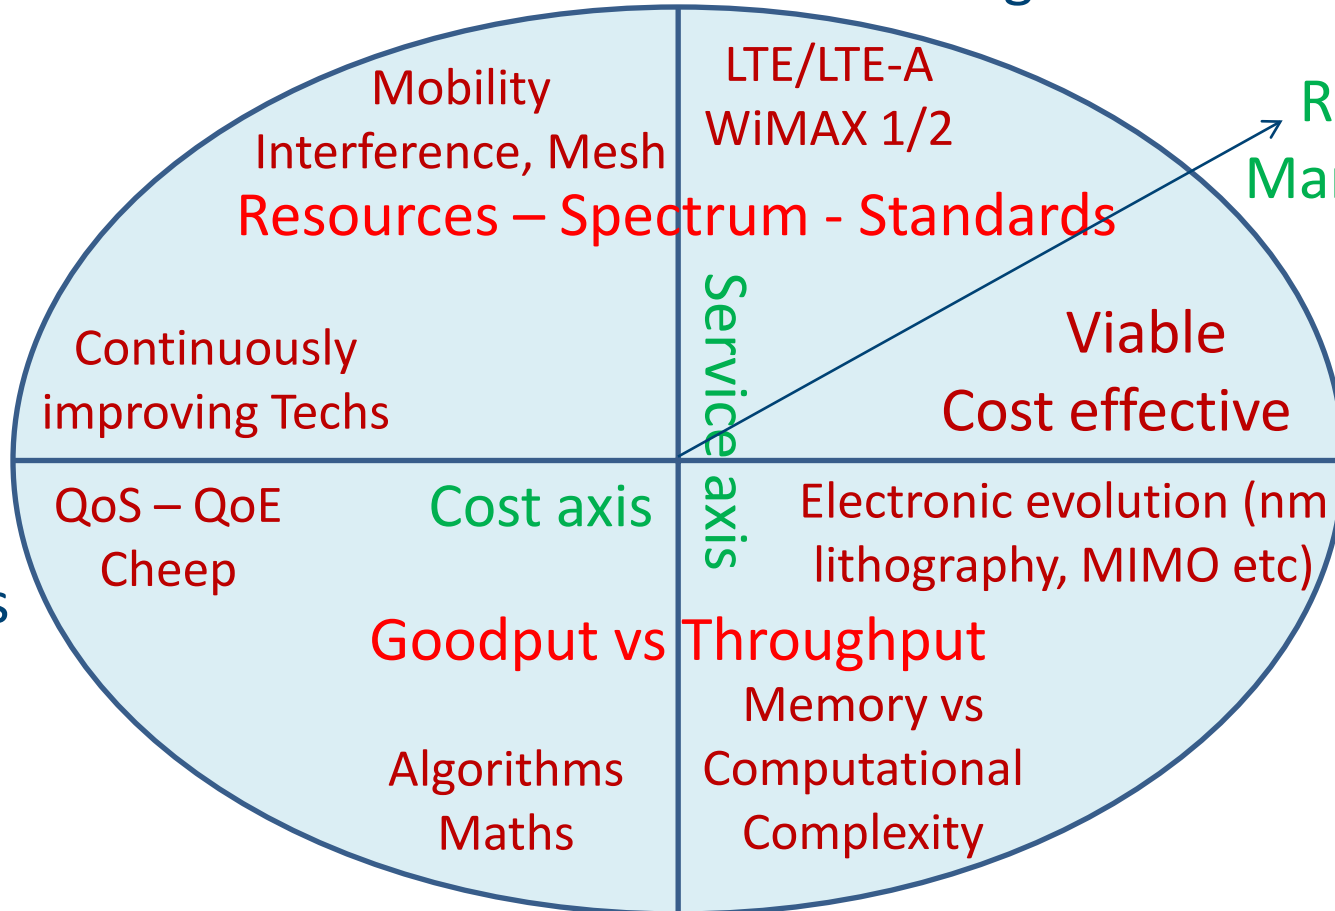 LTE/LTE-A
WiMAX 1/2
Mobility
Interference, Mesh
Resources – Spectrum - Standards
Service axis
Continuously
improving Techs
Viable
Cost effective
QoS – QoE
Cheep
Cost axis
Electronic evolution (nm
lithography, MIMO etc)
Goodput vs Throughput
Algorithms
Maths
Memory vs
Computational
Complexity